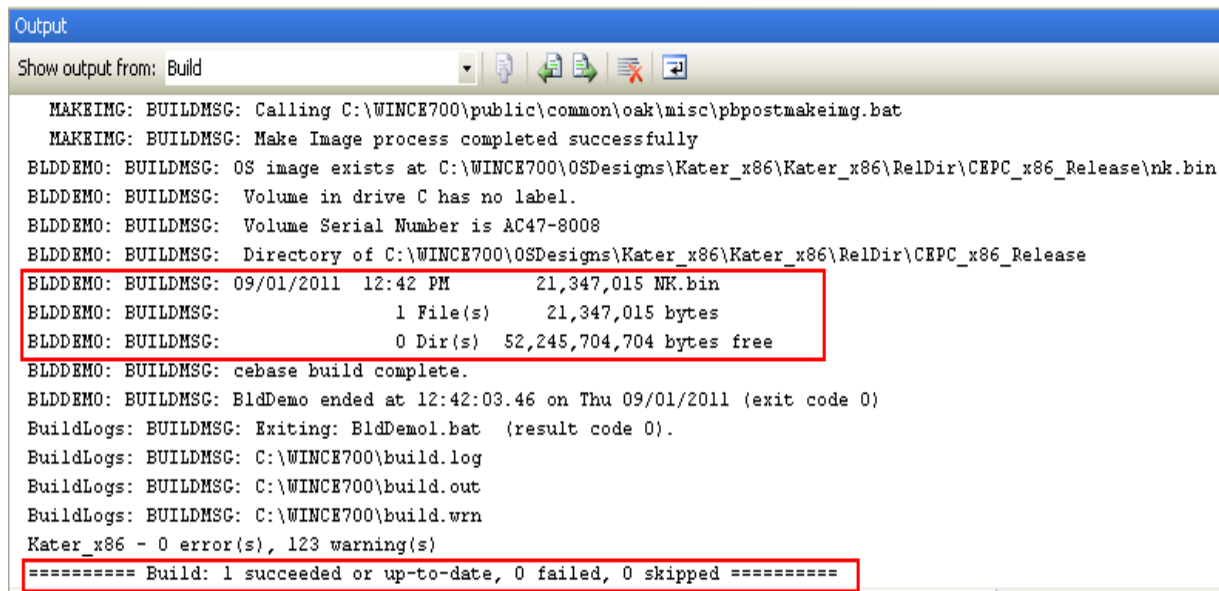 Output
Show output from: Build
MAKEIMG: BUILDMSG: Calling C:\WINCE700\public\common\oak\misc\pbpostmakeimg.bat
MAKEIMG: BUILDMSG: Make Image process completed successfully
BLDDEMO: BUILDMSG: OS image exists at C:\WINCE700\OSDesigns\Kater_x86\Kater_x86\RelDir\CEPC_x86_Release\nk.bin
BLDDEMO: BUILDMSG: Volume in drive C has no label.
BLDDEMO: BUILDMSG: Volume Serial Number is AC47-8008
BLDDEMO: BUILDMSG: Directory of C:\WINCE700\OSDesigns\Kater_x86\Kater_x86\RelDir\CEPC_x86_Release
BLDDEMO: BUILDMSG: 09/01/2011 12:42 PM 21,347,015 NK.bin
BLDDEMO: BUILDMSG: 1 File(s) 21,347,015 bytes
BLDDEMO: BUILDMSG: 0 Dir(s) 52,245,704,704 bytes free
BLDDEMO: BUILDMSG: cebase build complete.
BLDDEMO: BUILDMSG: BldDemo ended at 12:42:03.46 on Thu 09/01/2011 (exit code 0)
BuildLogs: BUILDMSG: Exiting: BldDemo1.bat (result code 0).
BuildLogs: BUILDMSG: C:\WINCE700\build.log
BuildLogs: BUILDMSG: C:\WINCE700\build.out
BuildLogs: BUILDMSG: C:\WINCE700\build.wrn
Kater_x86 - 0 error(s), 123 warning(s)
========== Build: 1 succeeded or up-to-date, 0 failed, 0 skipped ==========